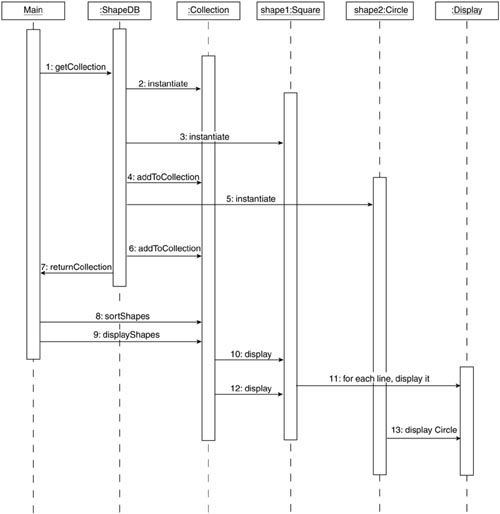 Main
:ShapeDB
:Collection
shape1:Square
shape2:Circle
:Display
1: getCollection
2: instantiate
3: instantiate
4: addToCollection
5: instantiate
6: addToCollection
7: returnCollection
8: sortShapes
9: displayShapes
10: display
11: for each line, display it
12: display
13: display Circle